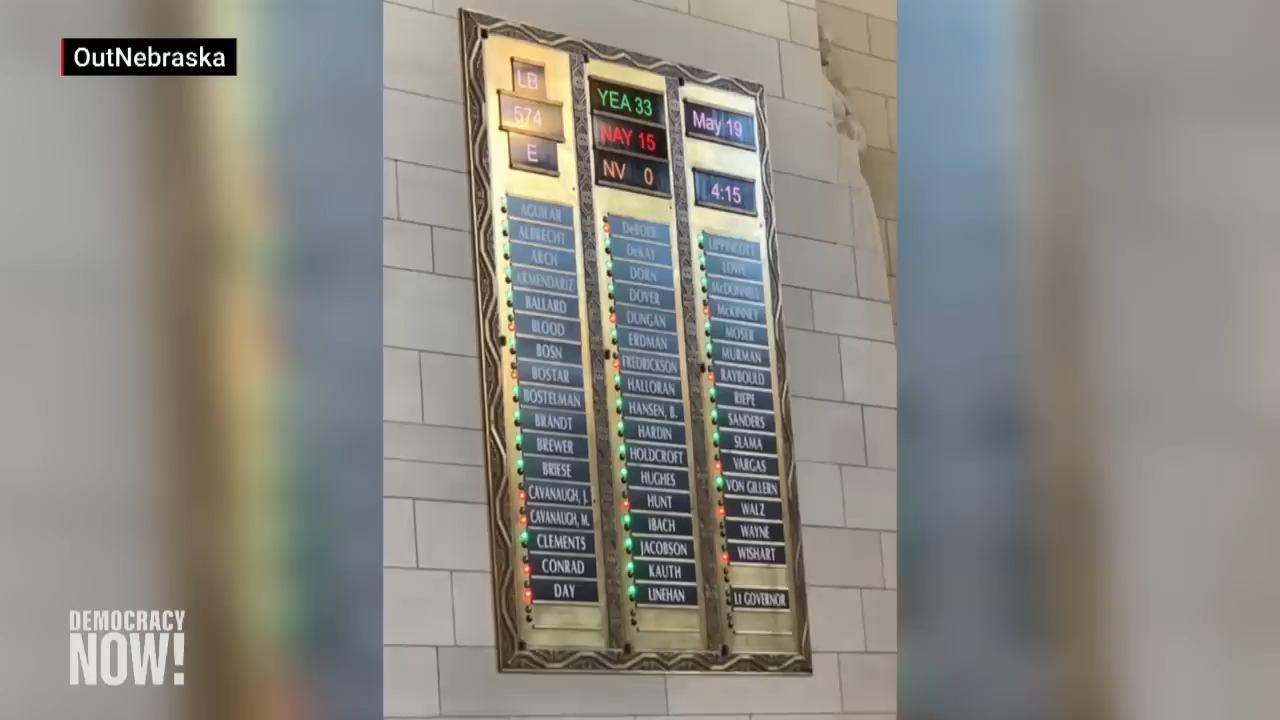 OutNebraska
LB
574
E
YEA 33
NAY 15
NV 0
May 19
4:15
AGUILAR
ALBRECHT
ARCH
ARMENDARIZ
BALLARD
BLOOD
BOSN
BOSTAR
BOSTELMAN
BRANDT
BREWER
BRIESE
CAVANAUGH, J.
CAVANAUGH, M.
CLEMENTS
CONRAD
DAY
DeBOER
DeKAY
DORN
DOVER
DUNGAN
ERDMAN
FREDRICKSON
HALLORAN
HANSEN, B.
HARDIN
HOLDCROFT
HUGHES
HUNT
IBACH
JACOBSON
KAUTH
LINEHAN
LIPPINCOTT
LOWE
McDONNELL
McKINNEY
MOSER
MURMAN
RAYBOULD
RIEPE
SANDERS
SLAMA
VARGAS
VON GILLERN
WALZ
WAYNE
WISHART
Lt GOVERNOR
DEMOCRACY
NOW!